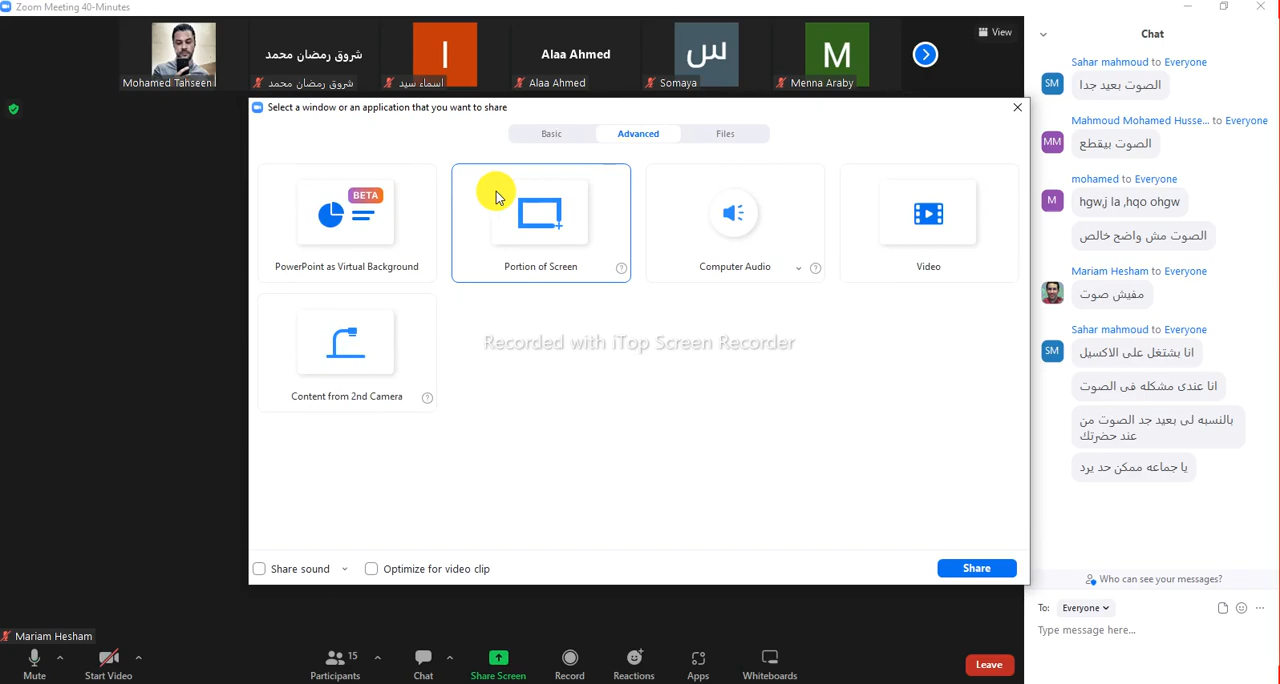 Zoom Meeting 40-Minutes
Mohamed Tahseen
شروق رمضان محمد
شروق رمضان محمد
ا
اسماء سيد
Alaa Ahmed
Alaa Ahmed
س
Somaya
M
Menna Araby
View
Select a window or an application that you want to share
Basic
Advanced
Files
BETA
PowerPoint as Virtual Background
Portion of Screen
Computer Audio
Video
Content from 2nd Camera
Recorded with iTop Screen Recorder
Share sound
Optimize for video clip
Share
Chat
Sahar mahmoud to Everyone
SM
الصوت بعيد جدا
Mahmoud Mohamed Husse... to Everyone
MM
الصوت بيقطع
mohamed to Everyone
M
hgw,j la ,hqo ohgw
الصوت مش واضح خالص
Mariam Hesham to Everyone
مفيش صوت
Sahar mahmoud to Everyone
SM
انا بشتغل على الاكسيل
انا عندى مشكله فى الصوت
بالنسبه لى بعيد جد الصوت من
عند حضرتك
يا جماعه ممكن حد يرد
Who can see your messages?
To: Everyone
Type message here...
Mariam Hesham
Mute
Start Video
15
Participants
Chat
Share Screen
Record
Reactions
Apps
Whiteboards
Leave